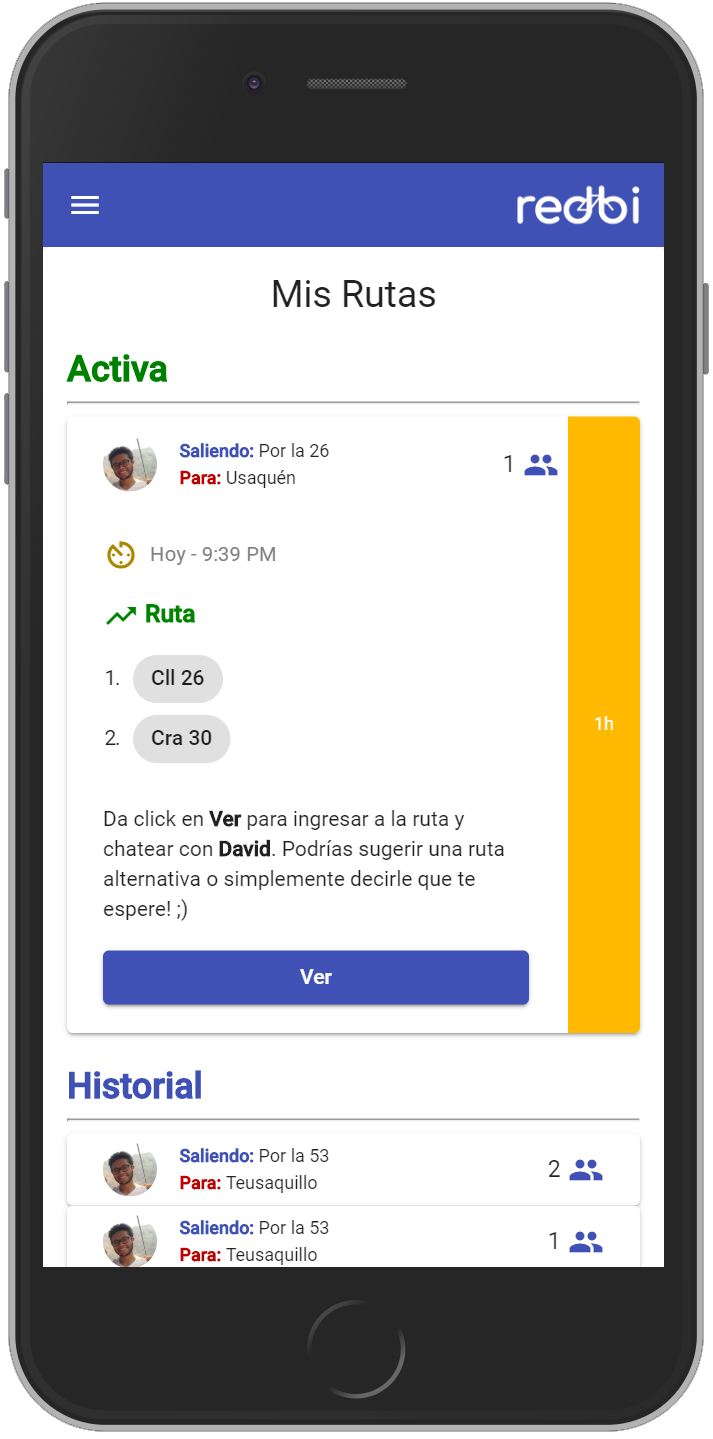 redbi
Mis Rutas
Activa
Saliendo: Por la 26
Para: Usaquén
1
Hoy - 9:39 PM
Ruta
1. Cll 26
2. Cra 30
1h
Da click en Ver para ingresar a la ruta y
chatear con David. Podrías sugerir una ruta
alternativa o simplemente decirle que te
espere! ;)
Ver
Historial
Saliendo: Por la 53
Para: Teusaquillo
2
Saliendo: Por la 53
Para: Teusaquillo
1